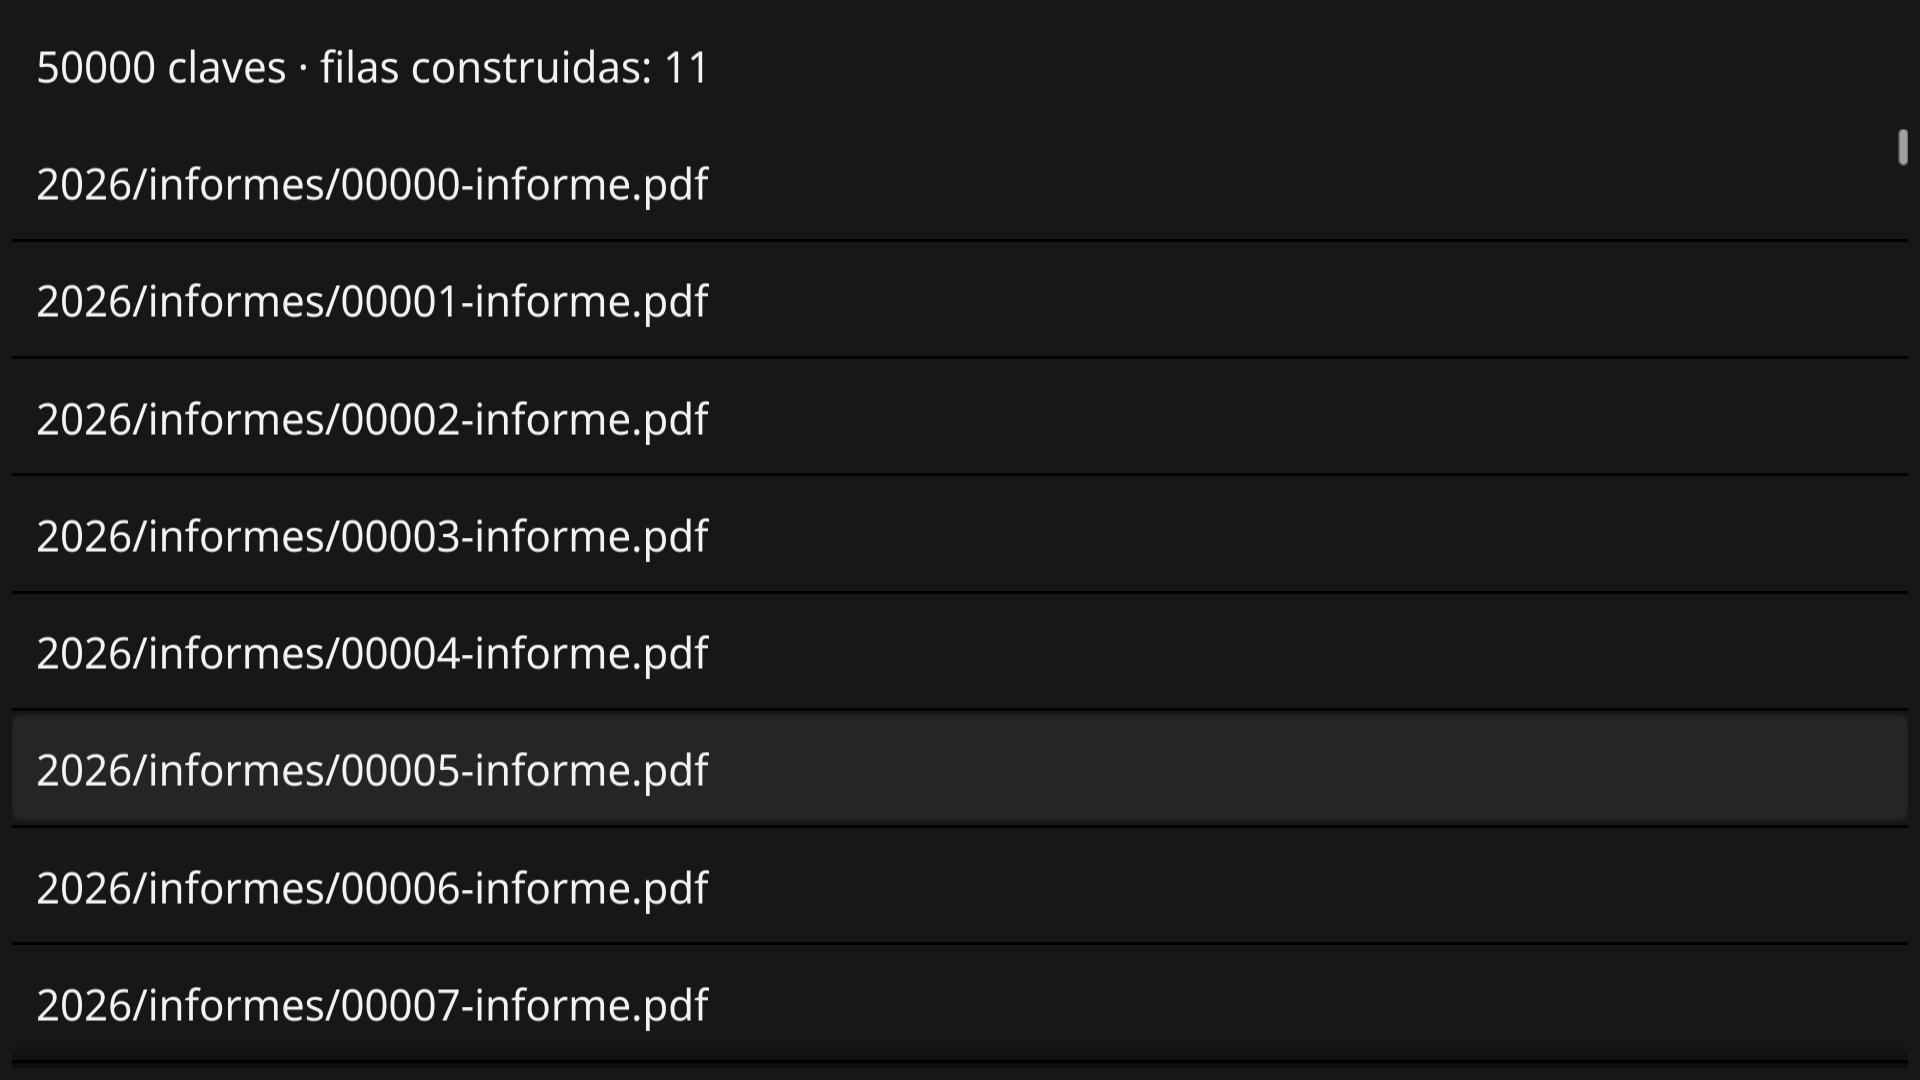 50000 claves · filas construidas: 11
2026/informes/00000-informe.pdf
2026/informes/00001-informe.pdf
2026/informes/00002-informe.pdf
2026/informes/00003-informe.pdf
2026/informes/00004-informe.pdf
2026/informes/00005-informe.pdf
2026/informes/00006-informe.pdf
2026/informes/00007-informe.pdf